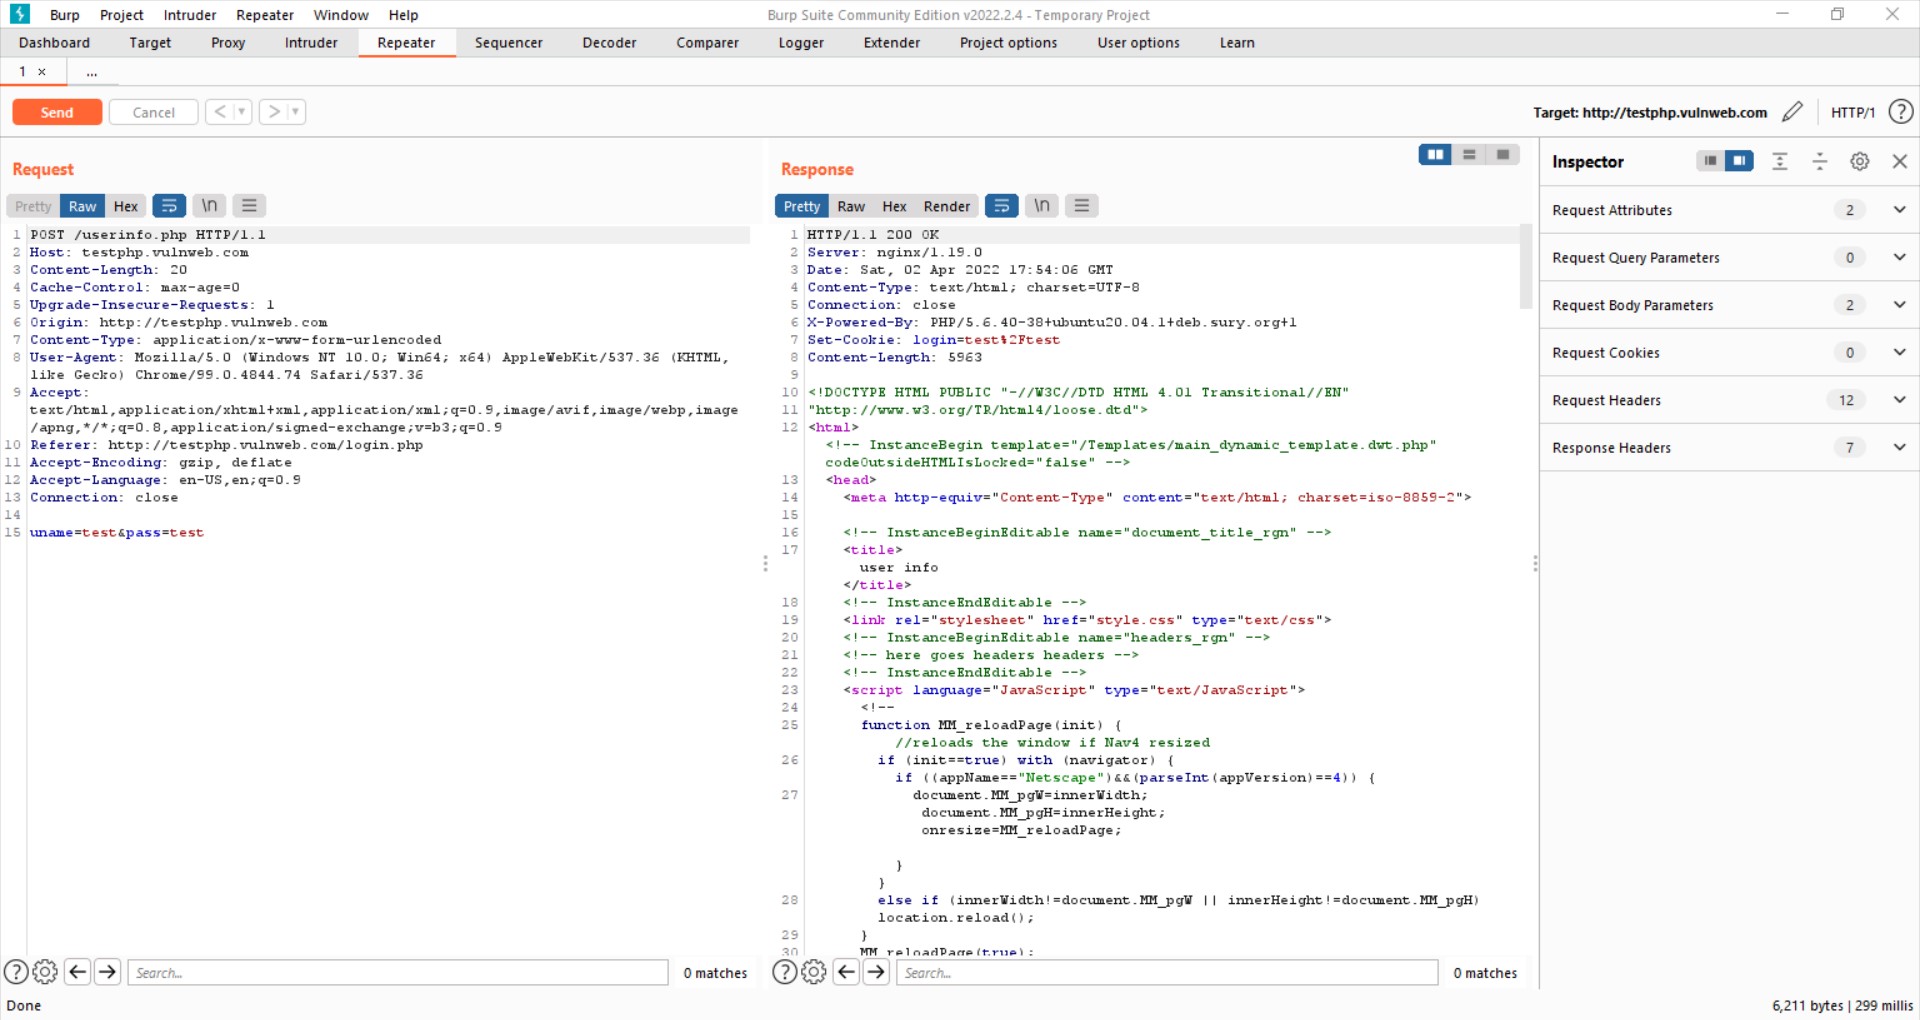 Burp Project Intruder Repeater Window Help
Burp Suite Community Edition v2022.2.4 - Temporary Project
Dashboard Target Proxy Intruder Repeater Sequencer Decoder Comparer Logger Extender Project options User options Learn
1 × ...
Send Cancel < >
Target: http://testphp.vulnweb.com HTTP/1 ?
Request
Pretty Raw Hex \n
1 POST /userinfo.php HTTP/1.1
2 Host: testphp.vulnweb.com
3 Content-Length: 20
4 Cache-Control: max-age=0
5 Upgrade-Insecure-Requests: 1
6 Origin: http://testphp.vulnweb.com
7 Content-Type: application/x-www-form-urlencoded
8 User-Agent: Mozilla/5.0 (Windows NT 10.0; Win64; x64) AppleWebKit/537.36 (KHTML,
like Gecko) Chrome/99.0.4844.74 Safari/537.36
9 Accept:
text/html,application/xhtml+xml,application/xml;q=0.9,image/avif,image/webp,image
/apng,*/*;q=0.8,application/signed-exchange;v=b3;q=0.9
10 Referer: http://testphp.vulnweb.com/login.php
11 Accept-Encoding: gzip, deflate
12 Accept-Language: en-US,en;q=0.9
13 Connection: close
14
15 uname=test&pass=test
? Search... 0 matches
Response
Pretty Raw Hex Render \n
1 HTTP/1.1 200 OK
2 Server: nginx/1.19.0
3 Date: Sat, 02 Apr 2022 17:54:06 GMT
4 Content-Type: text/html; charset=UTF-8
5 Connection: close
6 X-Powered-By: PHP/5.6.40-38+ubuntu20.04.1+deb.sury.org+1
7 Set-Cookie: login=test%2Ftest
8 Content-Length: 5963
9
10 <!DOCTYPE HTML PUBLIC "-//W3C//DTD HTML 4.01 Transitional//EN"
11 "http://www.w3.org/TR/html4/loose.dtd">
12 <html>
<!-- InstanceBegin template="/Templates/main_dynamic_template.dwt.php"
codeOutsideHTMLIsLocked="false" -->
13 <head>
14 <meta http-equiv="Content-Type" content="text/html; charset=iso-8859-2">
15
16 <!-- InstanceBeginEditable name="document_title_rgn" -->
17 <title>
user info
</title>
18 <!-- InstanceEndEditable -->
19 <link rel="stylesheet" href="style.css" type="text/css">
20 <!-- InstanceBeginEditable name="headers_rgn" -->
21 <!-- here goes headers headers -->
22 <!-- InstanceEndEditable -->
23 <script language="JavaScript" type="text/JavaScript">
24 <!--
25 function MM_reloadPage(init) {
//reloads the window if Nav4 resized
26 if (init==true) with (navigator) {
if ((appName=="Netscape")&&(parseInt(appVersion)==4)) {
27 document.MM_pgW=innerWidth;
document.MM_pgH=innerHeight;
onresize=MM_reloadPage;
}
}
28 else if (innerWidth!=document.MM_pgW || innerHeight!=document.MM_pgH)
location.reload();
29 }
30 MM_reloadPage(true);
? Search... 0 matches
Inspector
Request Attributes 2
Request Query Parameters 0
Request Body Parameters 2
Request Cookies 0
Request Headers 12
Response Headers 7
Done
6,211 bytes | 299 millis